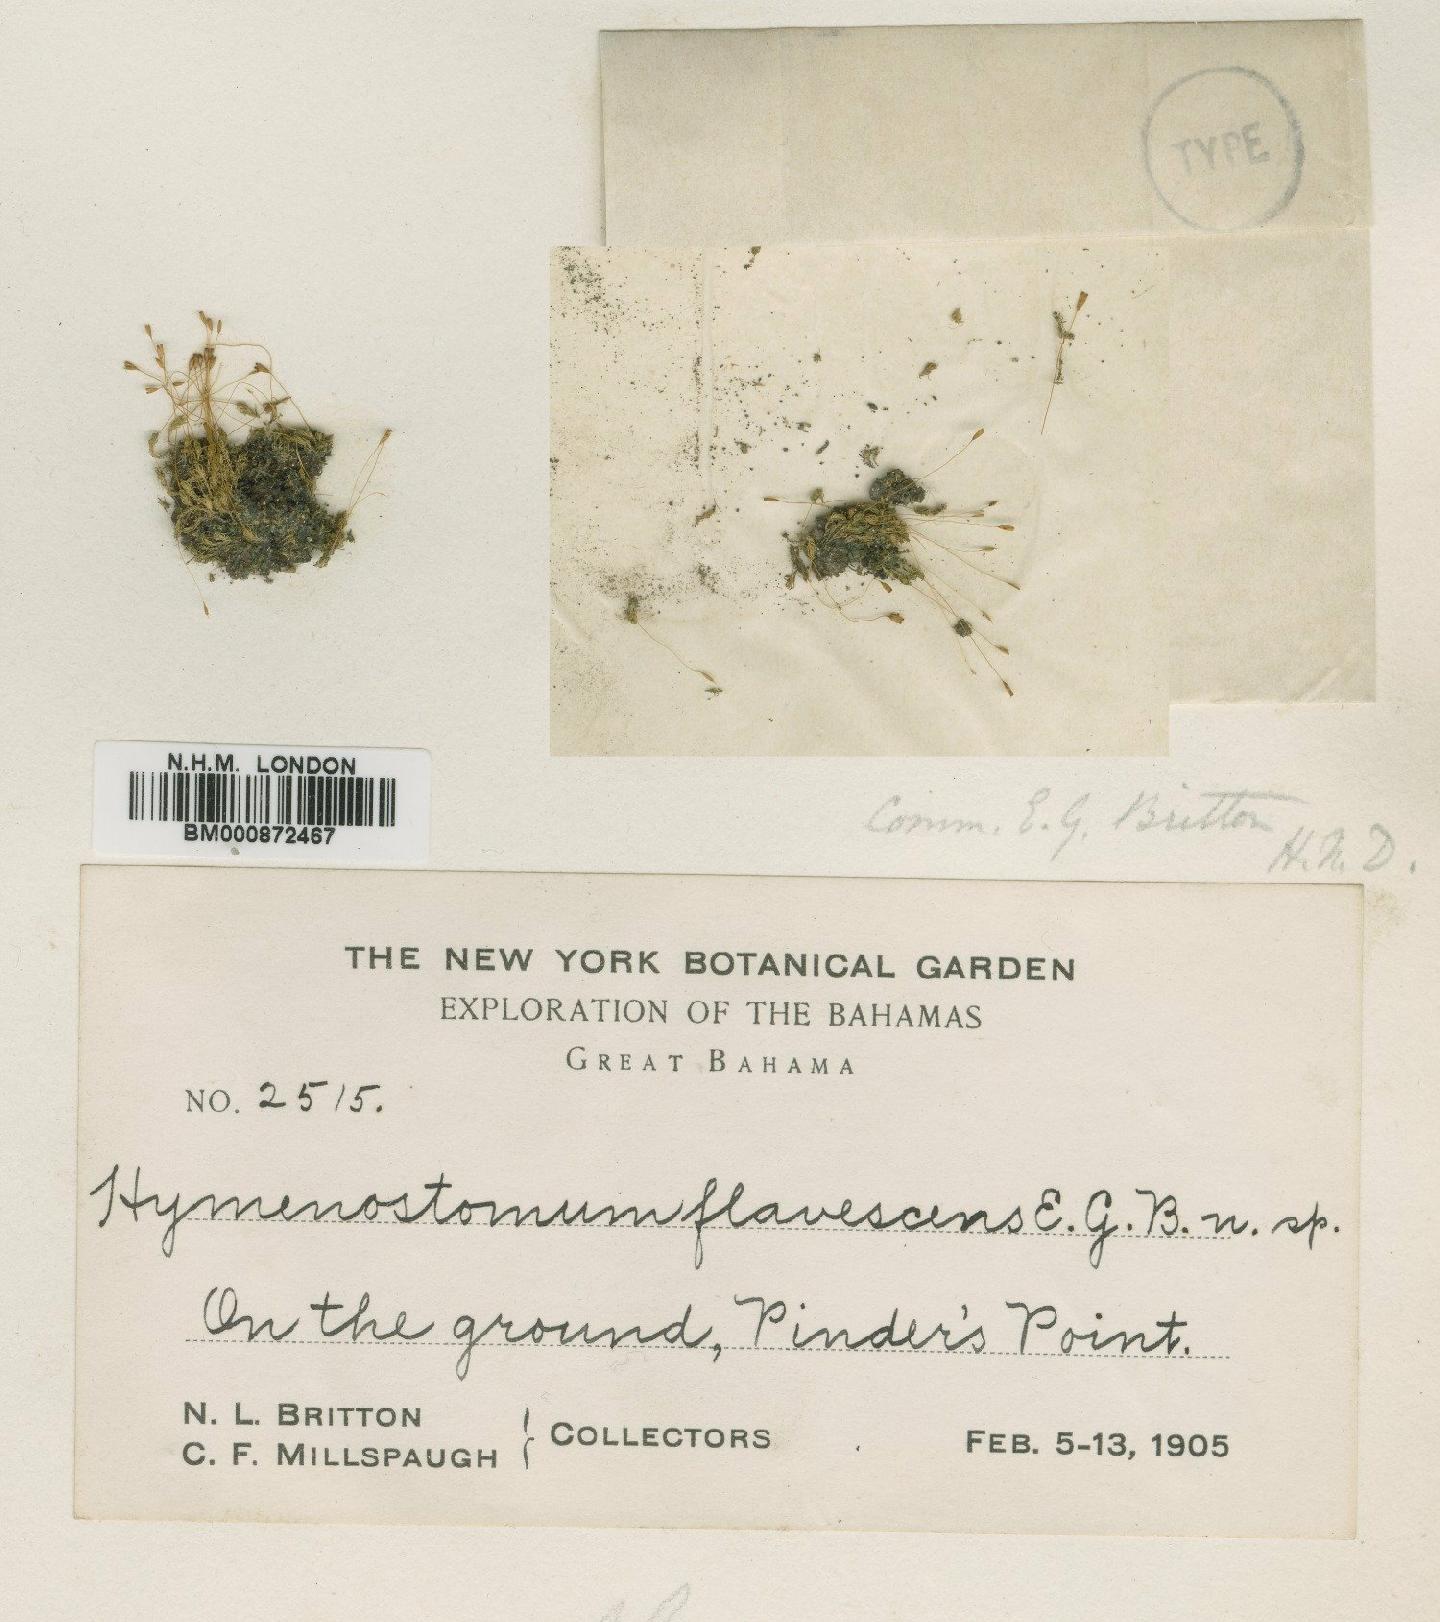 TYPE
N.H.M. LONDON
BM000872467
Comm. E. G. Britton
H. N. D.
THE NEW YORK BOTANICAL GARDEN
EXPLORATION OF THE BAHAMAS
GREAT BAHAMA
NO. 2515.
Hymenostomum flavescens E. G. B. n. sp.
On the ground, Pinder's Point.
N. L. BRITTON
C. F. MILLSPAUGH } COLLECTORS FEB. 5-13, 1905